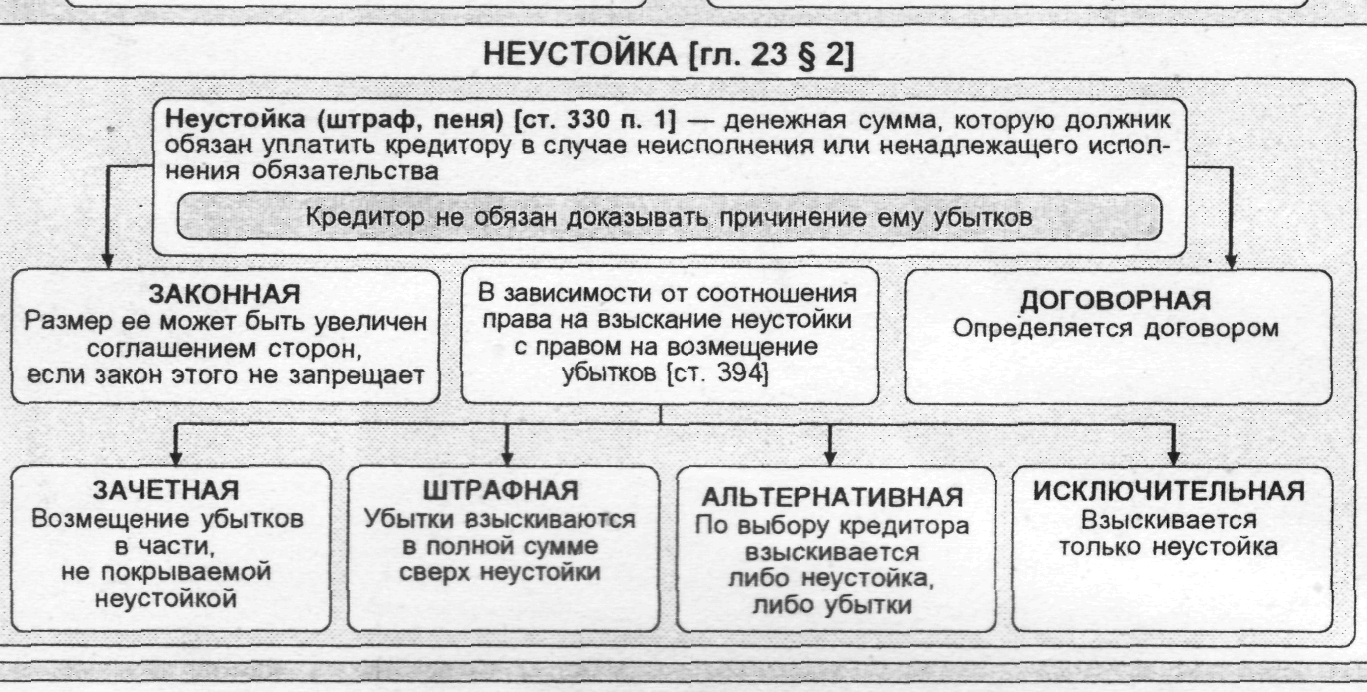 НЕУСТОЙКА [гл. 23 § 2]
Неустойка (штраф, пеня) [ст. 330 п. 1] — денежная сумма, которую должник
обязан уплатить кредитору в случае неисполнения или ненадлежащего испол-
нения обязательства
Кредитор не обязан доказывать причинение ему убытков
ЗАКОННАЯ
Размер ее может быть увеличен
соглашением сторон,
если закон этого не запрещает
В зависимости от соотношения
права на взыскание неустойки
с правом на возмещение
убытков [ст. 394]
ДОГОВОРНАЯ
Определяется договором
ЗАЧЕТНАЯ
Возмещение убытков
в части,
не покрываемой
неустойкой
ШТРАФНАЯ
Убытки взыскиваются
в полной сумме
сверх неустойки
АЛЬТЕРНАТИВНАЯ
По выбору кредитора
взыскивается
либо неустойка,
либо убытки
ИСКЛЮЧИТЕЛЬНАЯ
Взыскивается
только неустойка